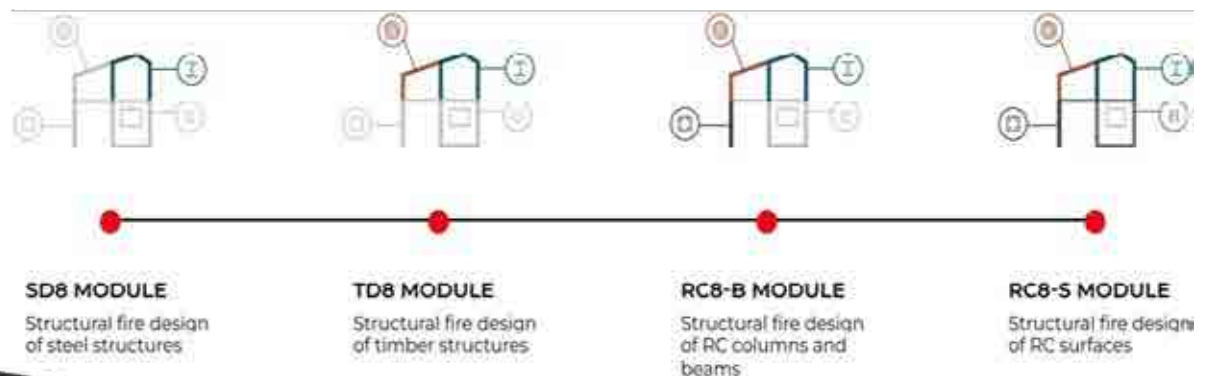 SD8 MODULE
Structural fire design
of steel structures
TD8 MODULE
Structural fire design
of timber structures
RC8-B MODULE
Structural fire design
of RC columns and
beams
RC8-S MODULE
Structural fire design
of RC surfaces